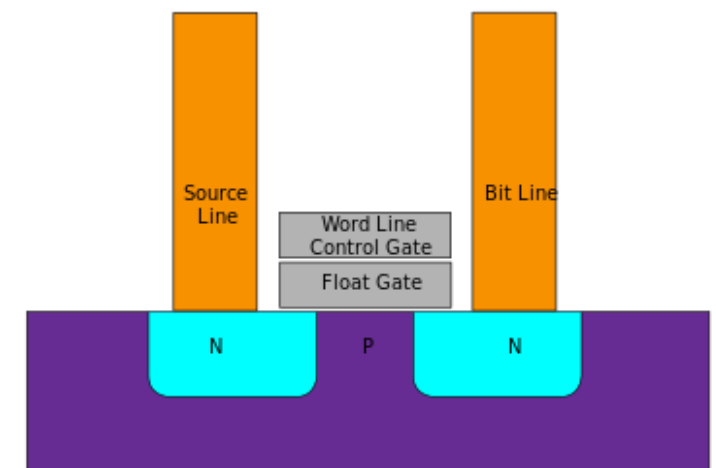 Source
Line
Bit Line
Word Line
Control Gate
Float Gate
N
P
N